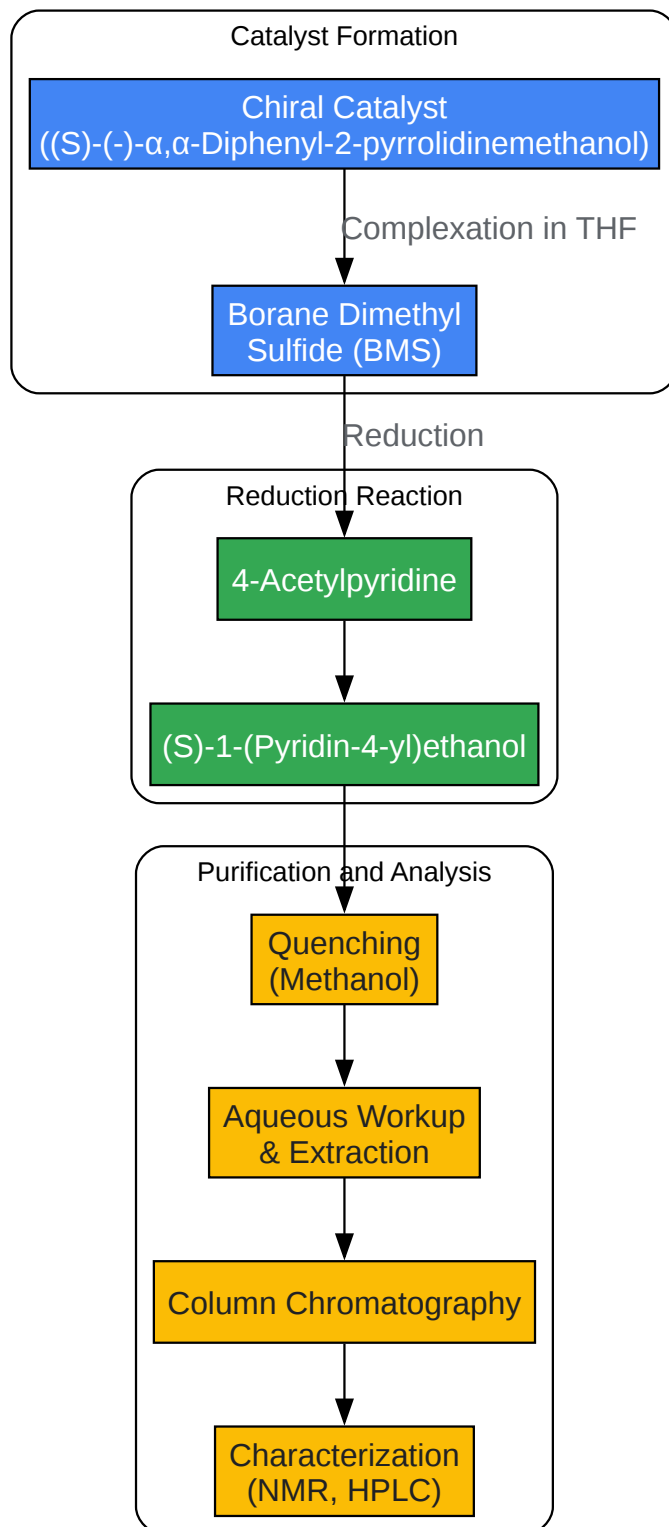 Catalyst Formation
Chiral Catalyst
((S)-(-)-α,α-Diphenyl-2-pyrrolidinemethanol)
Complexation in THF
Borane Dimethyl
Sulfide (BMS)
Reduction
Reduction Reaction
4-Acetylpyridine
(S)-1-(Pyridin-4-yl)ethanol
Purification and Analysis
Quenching
(Methanol)
Aqueous Workup
& Extraction
Column Chromatography
Characterization
(NMR, HPLC)